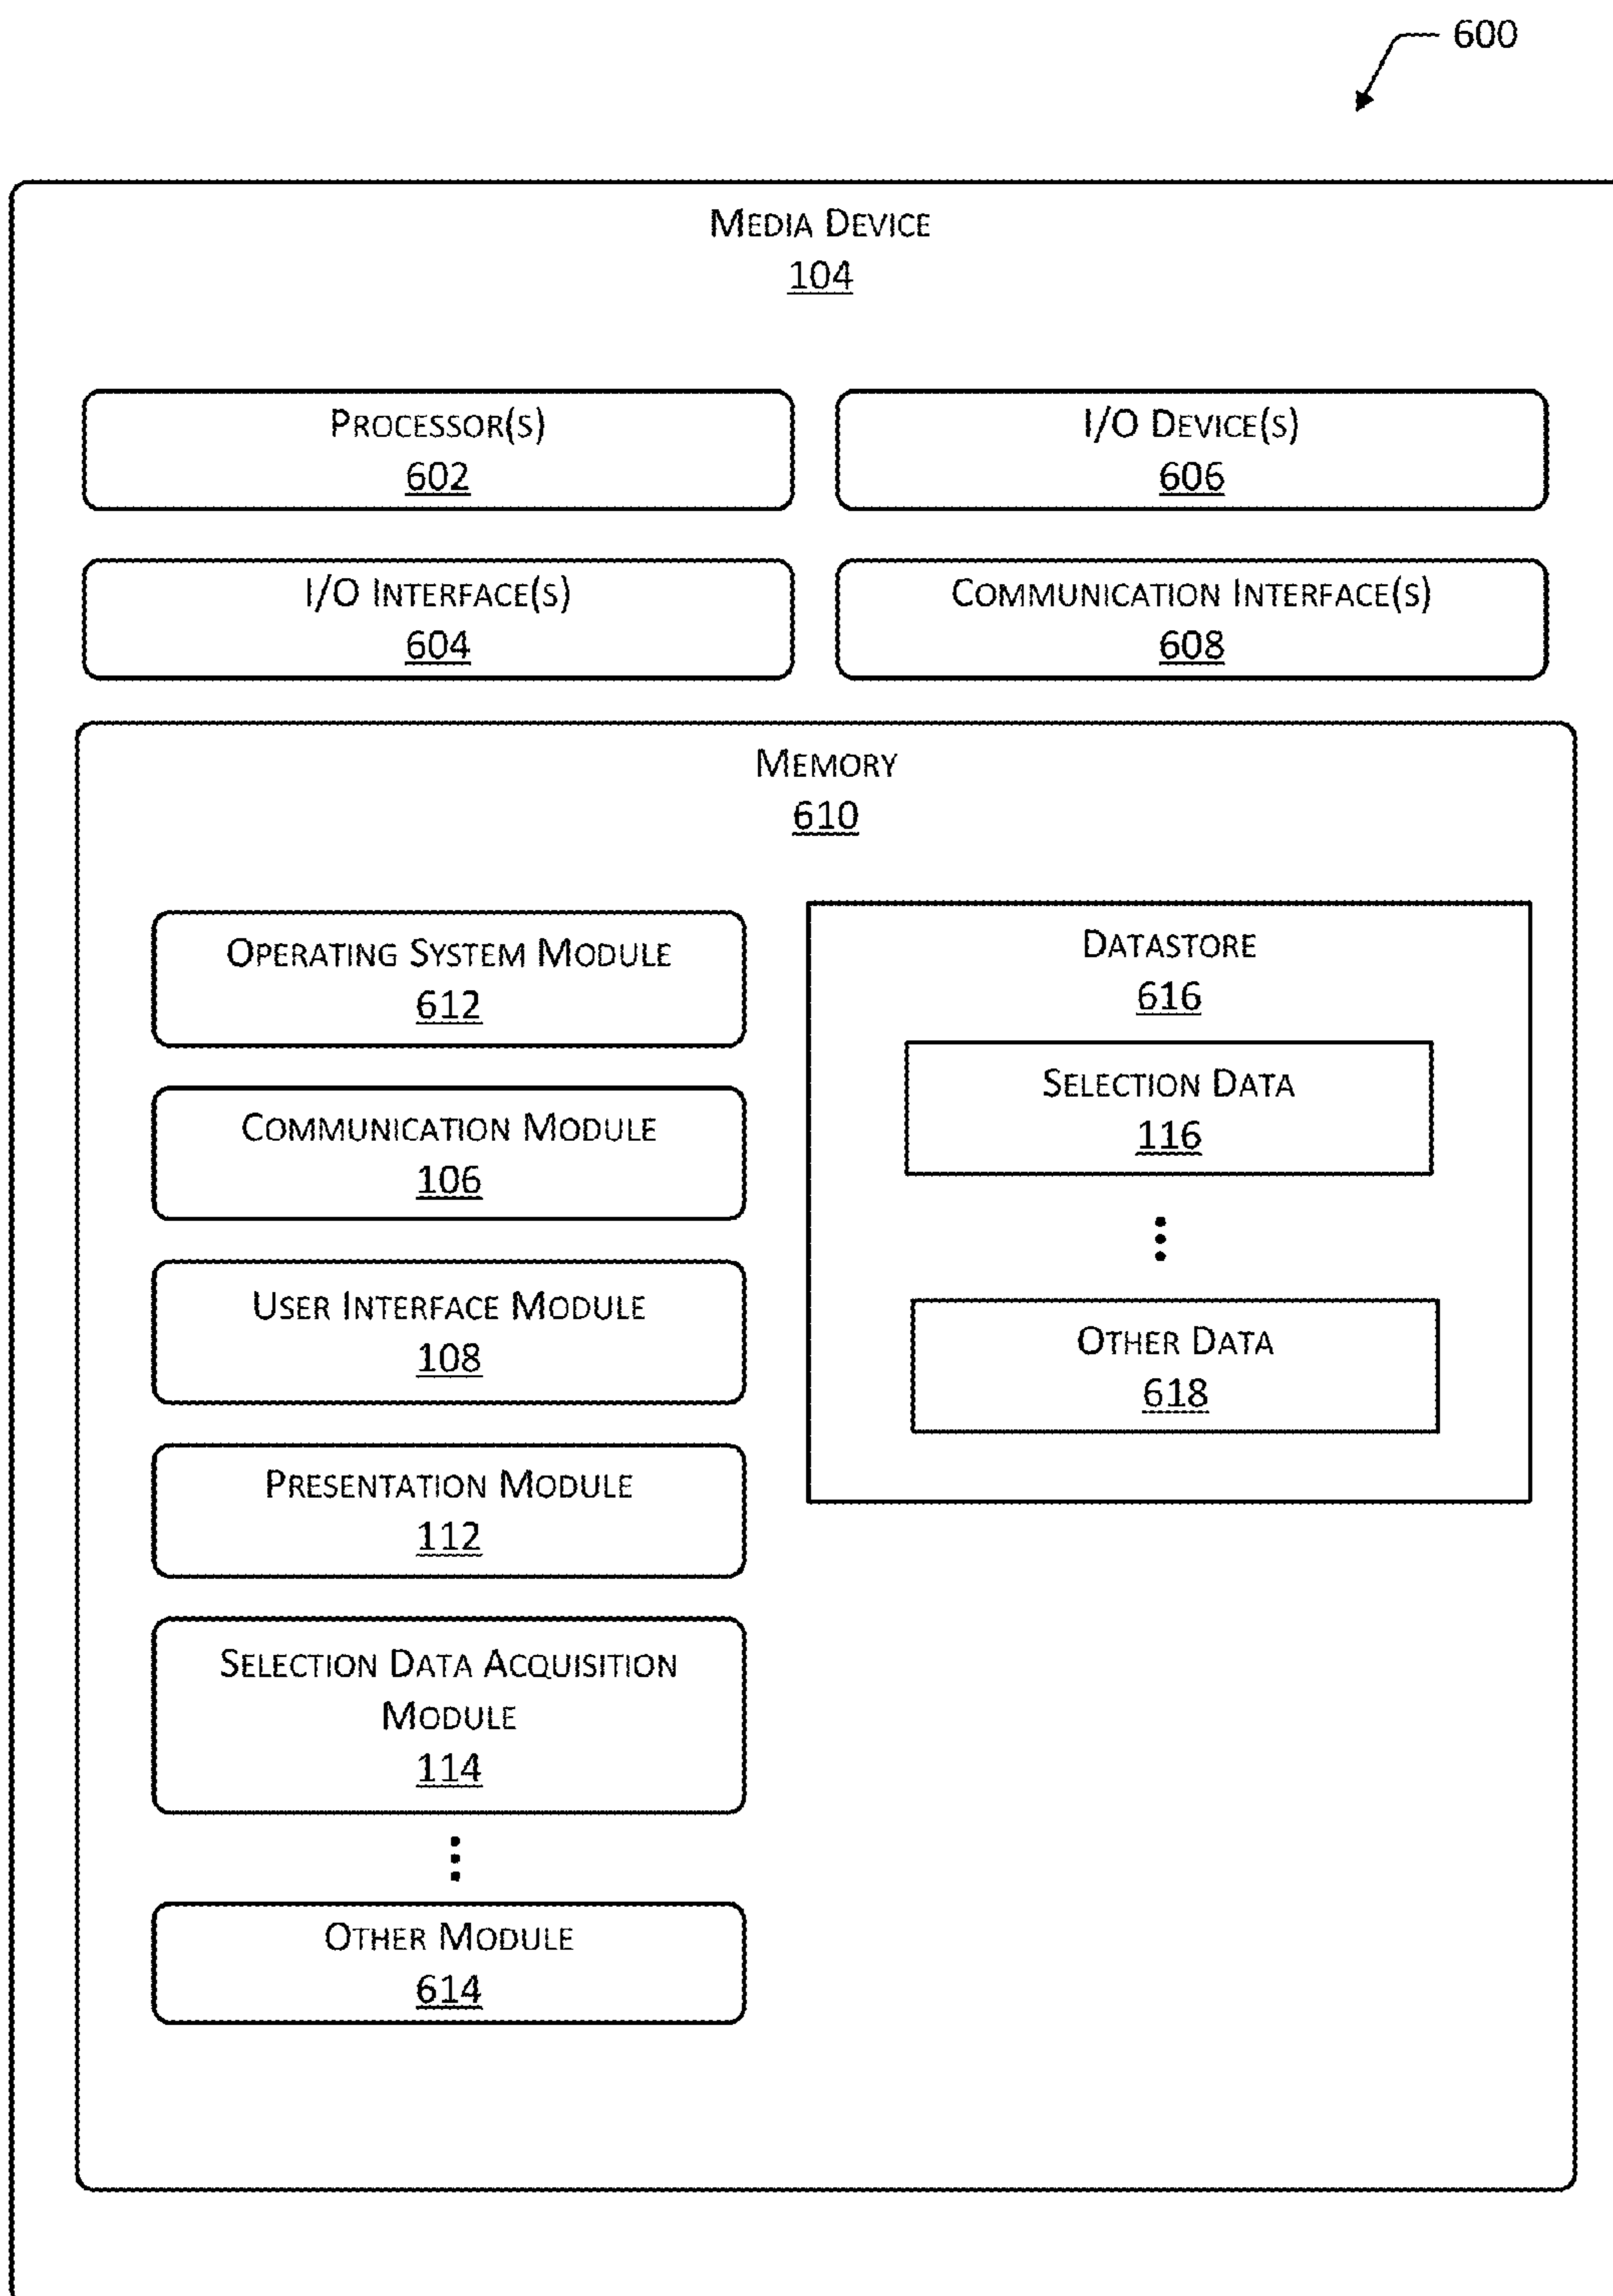 600
MEDIA DEVICE
104
PROCESSOR(S)
602
I/O DEVICE(S)
606
I/O INTERFACE(S)
604
COMMUNICATION INTERFACE(S)
608
MEMORY
610
OPERATING SYSTEM MODULE
612
COMMUNICATION MODULE
106
USER INTERFACE MODULE
108
PRESENTATION MODULE
112
SELECTION DATA ACQUISITION
MODULE
114
OTHER MODULE
614
DATASTORE
616
SELECTION DATA
116
OTHER DATA
618